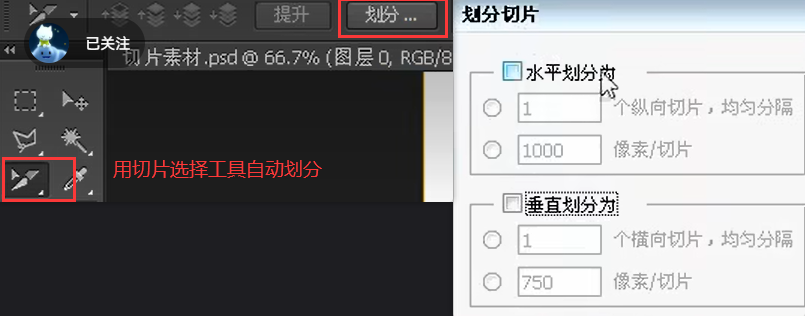 提升
划分 ...
已关注
切片素材.psd @ 66.7% (图层 0, RGB/8
用切片选择工具自动划分
划分切片
水平划分为
1 个纵向切片，均匀分隔
1000 像素/切片
垂直划分为
1 个横向切片，均匀分隔
750 像素/切片